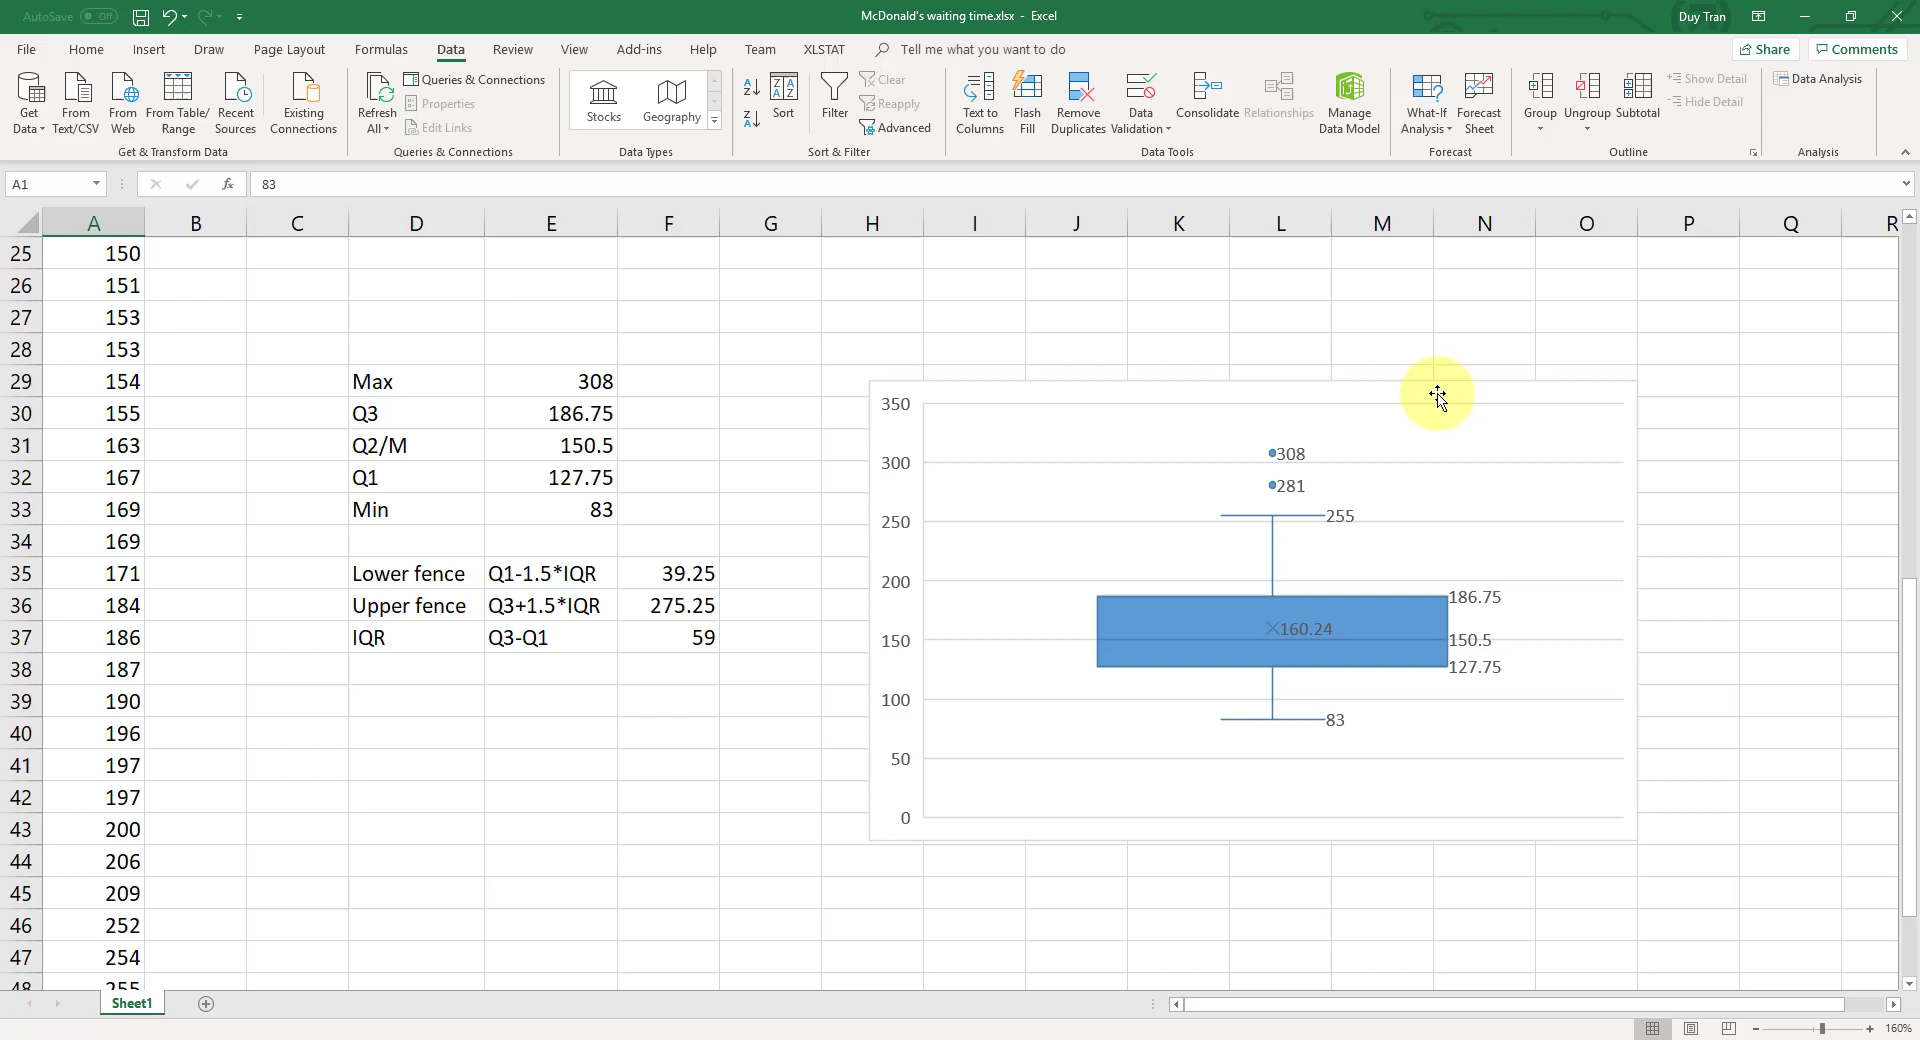 AutoSave Off
McDonald's waiting time.xlsx - Excel
Duy Tran
File Home Insert Draw Page Layout Formulas Data Review View Add-ins Help Team XLSTAT Tell me what you want to do Share Comments
Get Data
From Text/CSV
From Web
From Table/ Range
Recent Sources
Existing Connections
Get & Transform Data
Refresh All
Queries & Connections
Properties
Edit Links
Queries & Connections
Stocks
Geography
Data Types
Sort
Filter
Clear
Reapply
Advanced
Sort & Filter
Text to Columns
Flash Fill
Remove Duplicates
Data Validation
Consolidate
Relationships
Manage Data Model
Data Tools
What-If Analysis
Forecast Sheet
Forecast
Group
Ungroup
Subtotal
Show Detail
Hide Detail
Outline
Data Analysis
Analysis
A1 fx 83
A B C D E F G H I J K L M N O P Q R
25 150
26 151
27 153
28 153
29 154 Max 308
30 155 Q3 186.75
31 163 Q2/M 150.5
32 167 Q1 127.75
33 169 Min 83
34 169
35 171 Lower fence Q1-1.5*IQR 39.25
36 184 Upper fence Q3+1.5*IQR 275.25
37 186 IQR Q3-Q1 59
38 187
39 190
40 196
41 197
42 197
43 200
44 206
45 209
46 252
47 254
48 255
350
300
250
200
150
100
50
0
308
281
255
186.75
160.24
150.5
127.75
83
Sheet1
160%